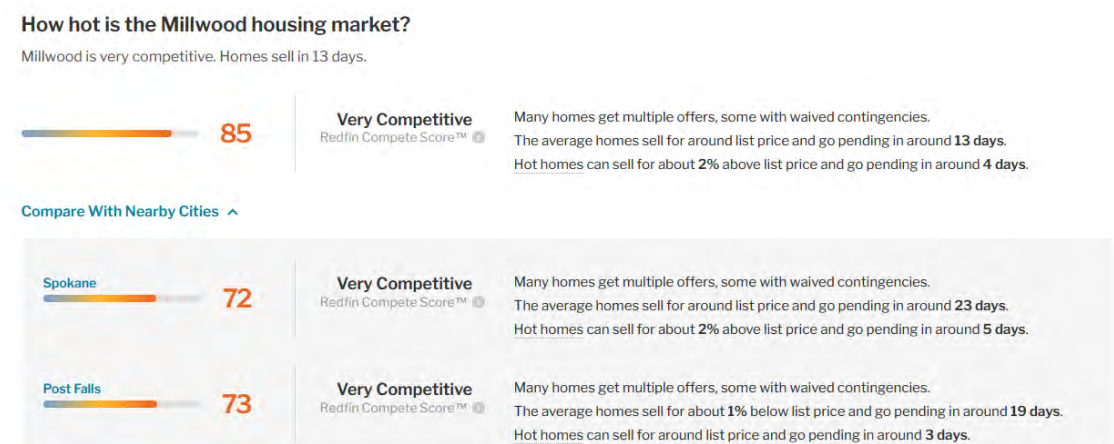 How hot is the Millwood housing market?
Millwood is very competitive. Homes sell in 13 days.
85
Very Competitive
Redfin Compete Score™ ?
Many homes get multiple offers, some with waived contingencies.
The average homes sell for around list price and go pending in around 13 days.
Hot homes can sell for about 2% above list price and go pending in around 4 days.
Compare With Nearby Cities
Spokane
72
Very Competitive
Redfin Compete Score™
Many homes get multiple offers, some with waived contingencies.
The average homes sell for around list price and go pending in around 23 days.
Hot homes can sell for about 2% above list price and go pending in around 5 days.
Post Falls
73
Very Competitive
Redfin Compete Score™
Many homes get multiple offers, some with waived contingencies.
The average homes sell for about 1% below list price and go pending in around 19 days.
Hot homes can sell for around list price and go pending in around 3 days.